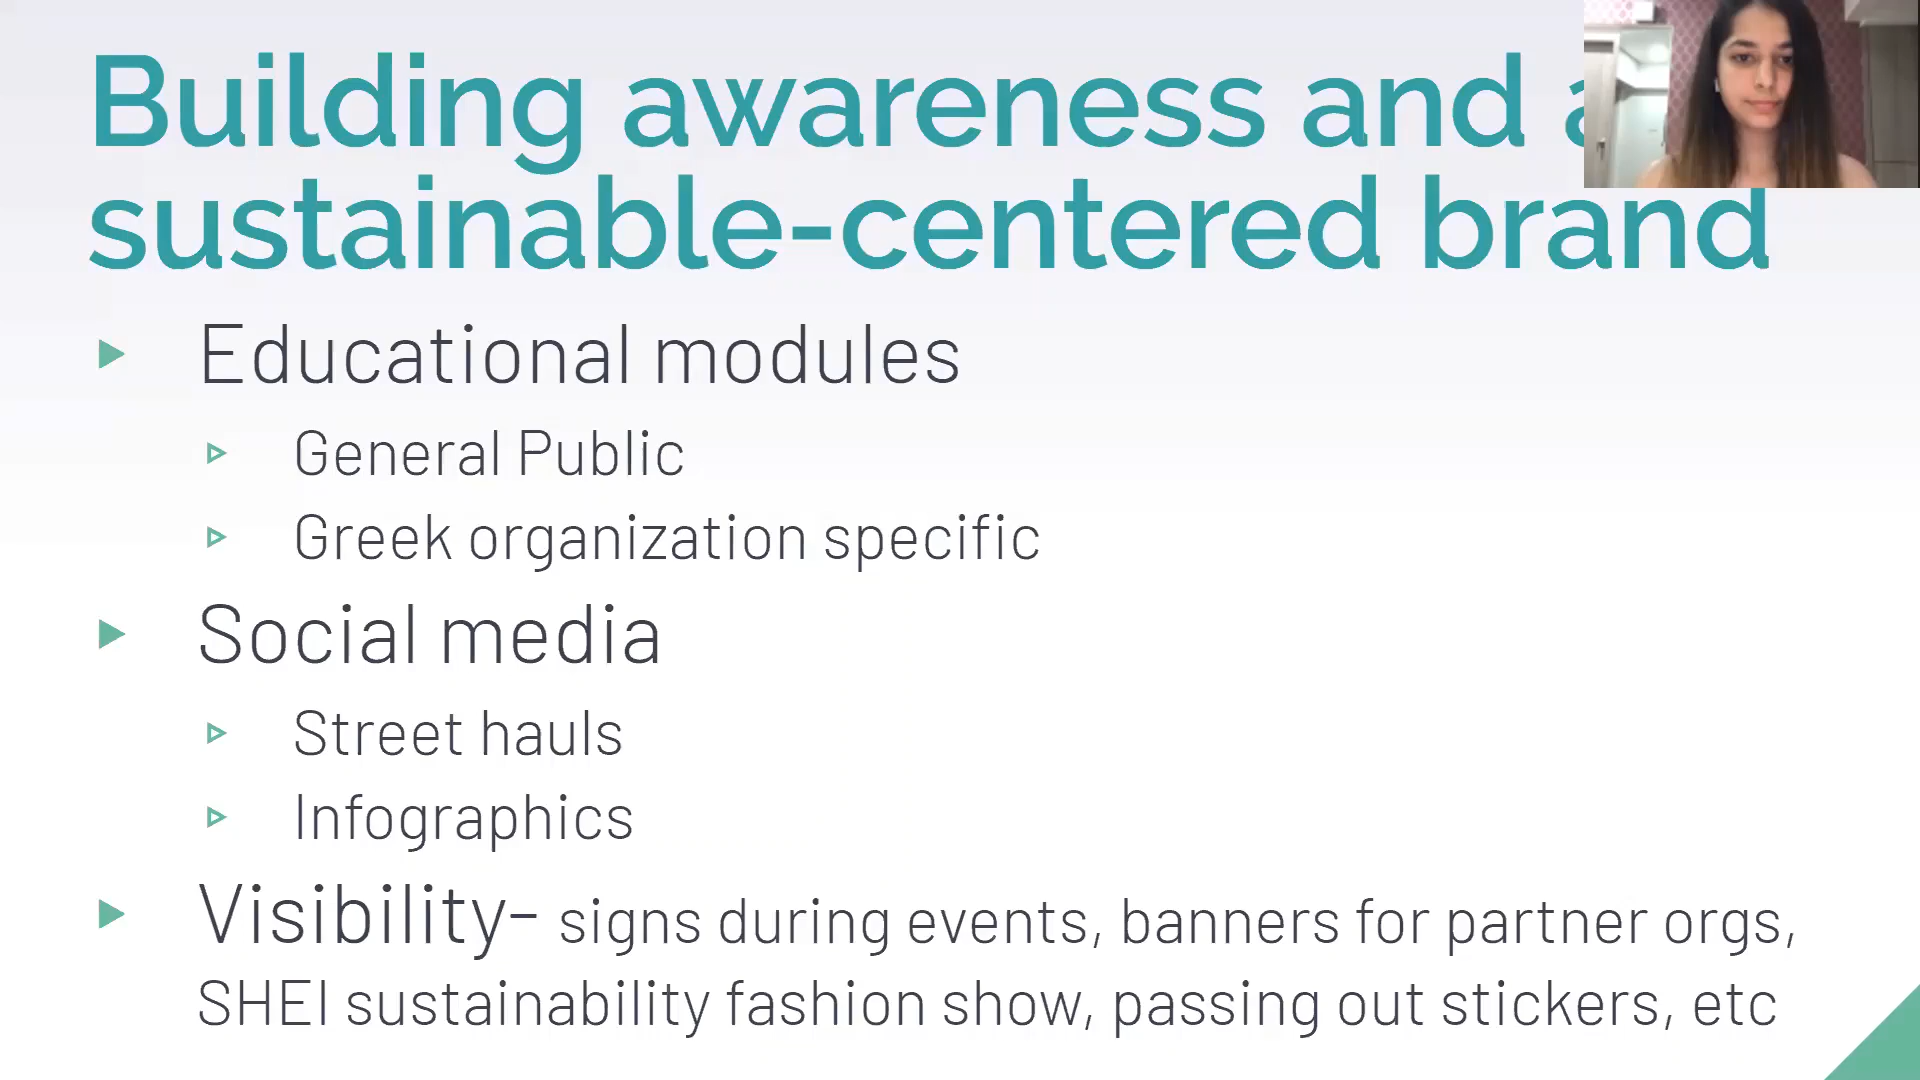 Building awareness and a
sustainable-centered brand
Educational modules
General Public
Greek organization specific
Social media
Street hauls
Infographics
Visibility- signs during events, banners for partner orgs,
SHEI sustainability fashion show, passing out stickers, etc